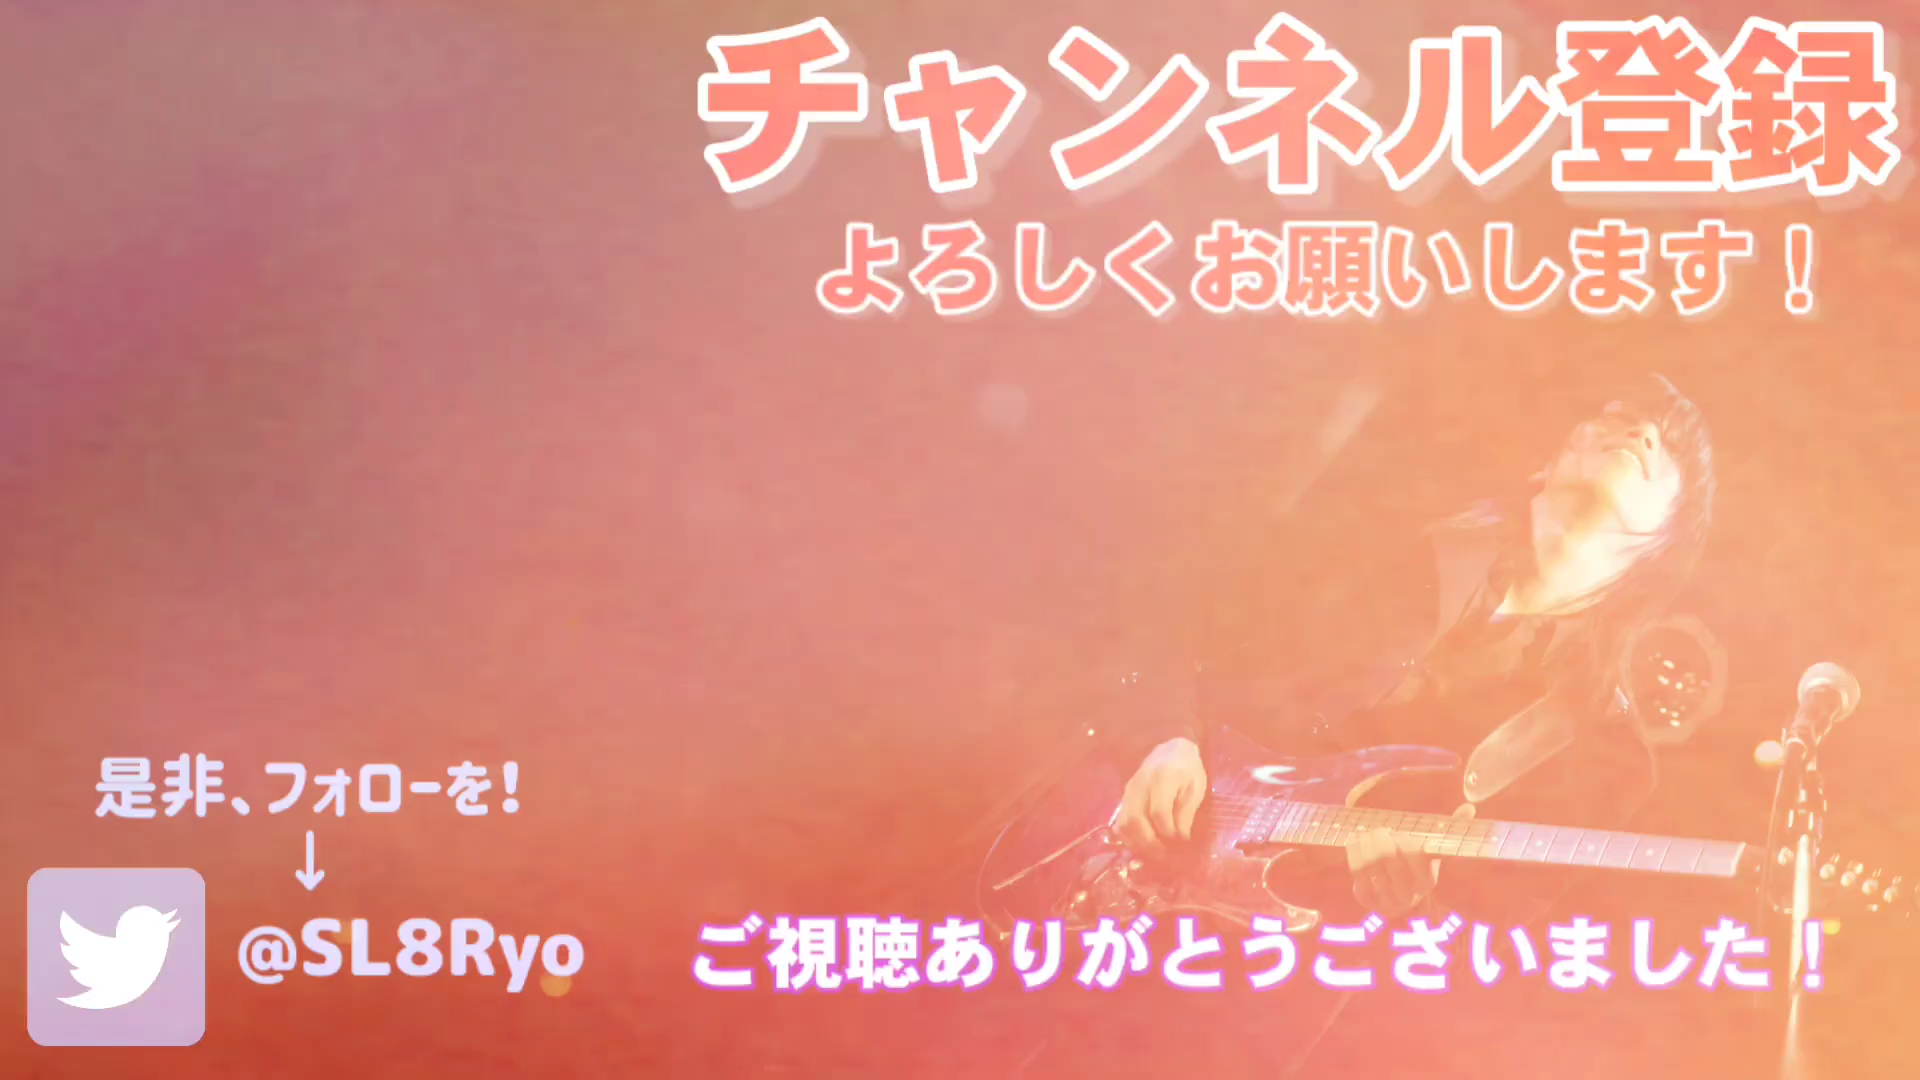 チャンネル登録
よろしくお願いします！
是非、フォローを！
↓
@SL8Ryo
ご視聴ありがとうございました！